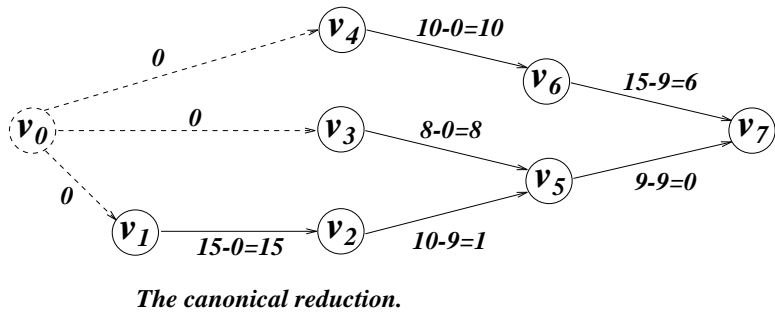 v4
10-0=10
0
v6
15-9=6
v0
0
v3
8-0=8
v7
v5
9-9=0
0
v1
15-0=15
v2
10-9=1
The canonical reduction.